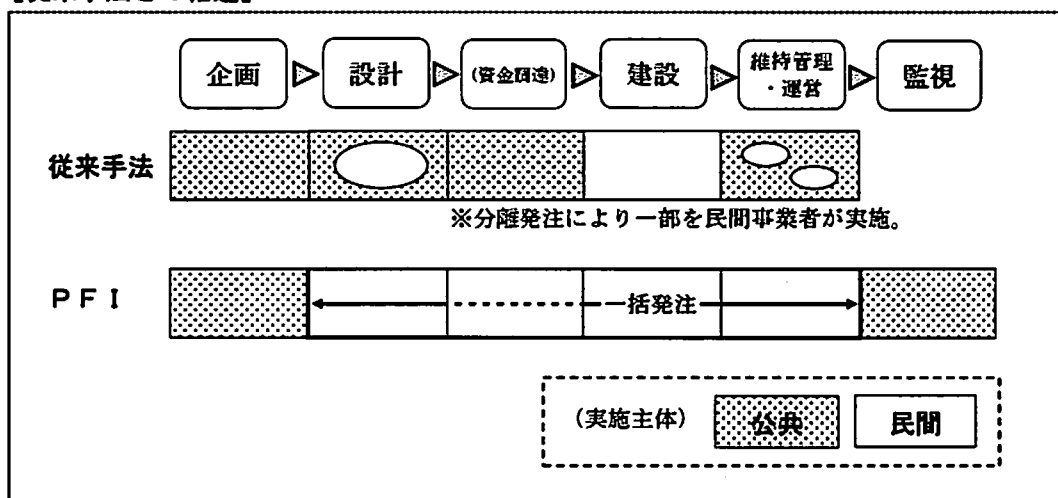 企画
設計
(資金調達)
建設
維持管理
・運営
監視
従来手法
※分離発注により一部を民間事業者が実施。
ＰＦＩ
一括発注
(実施主体)
公共
民間